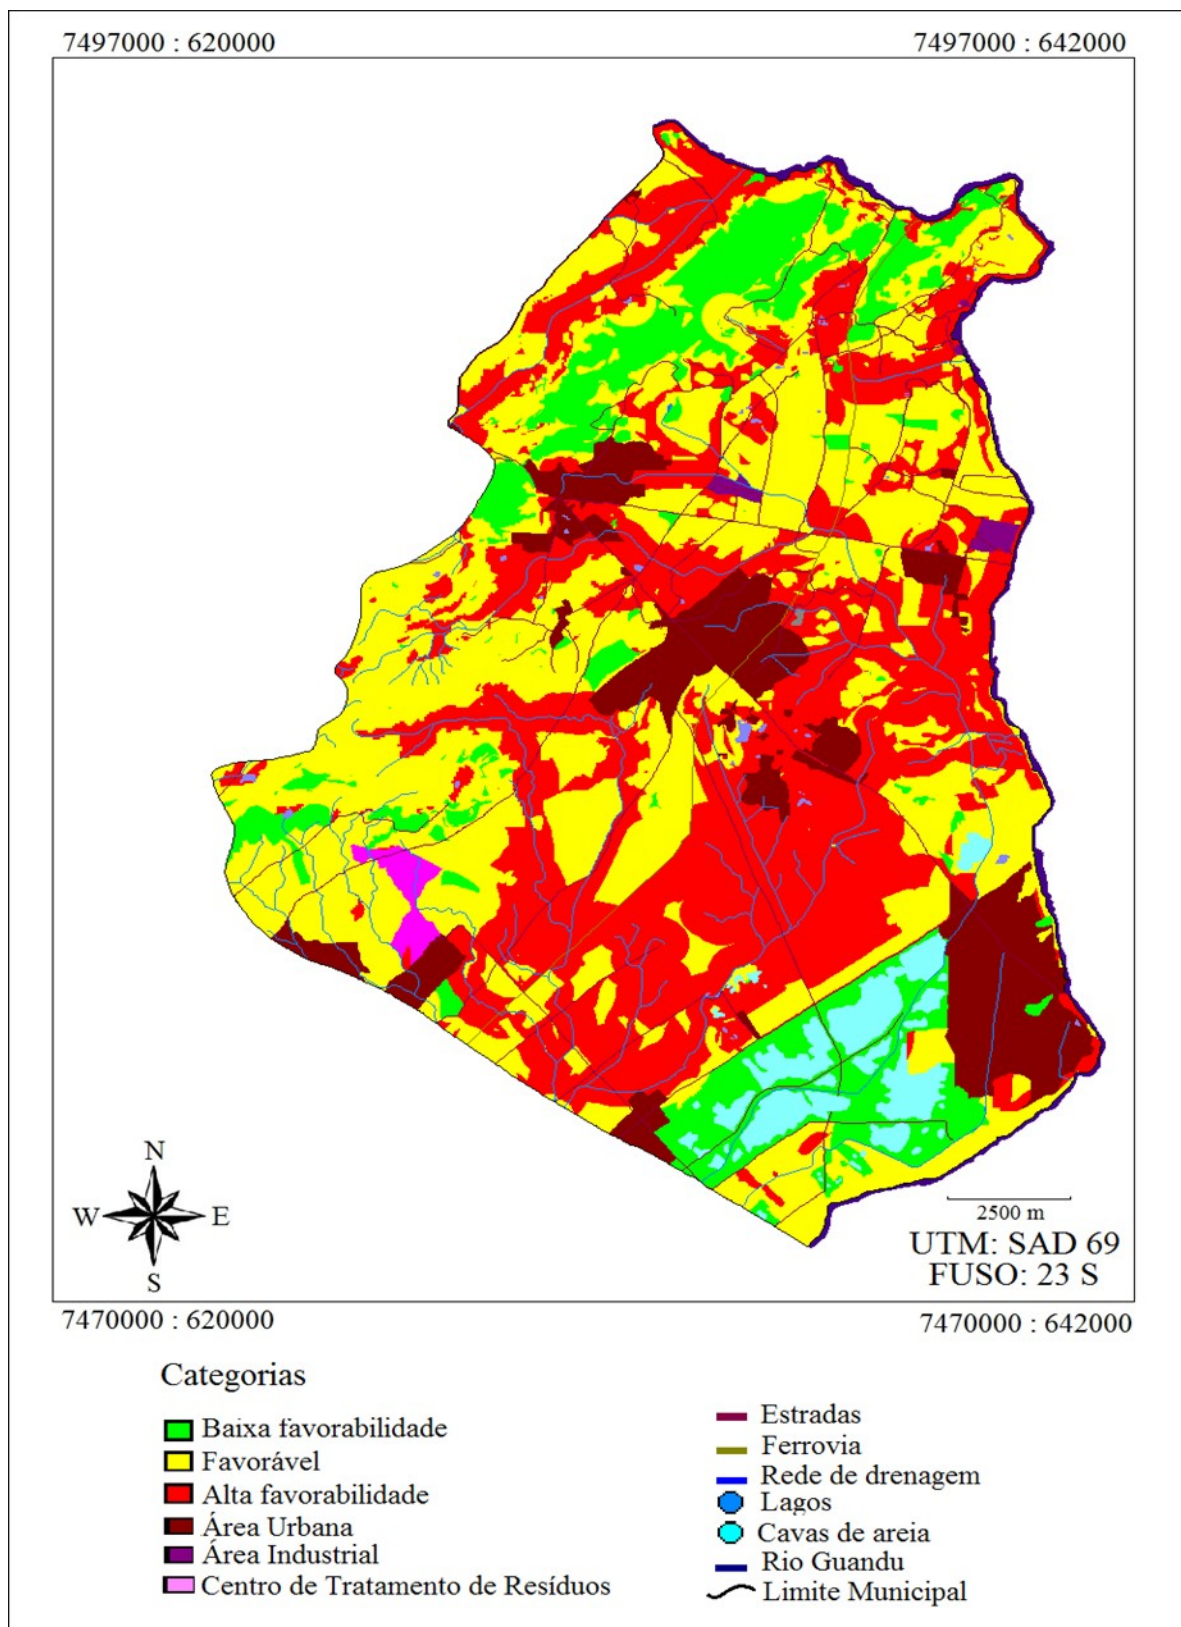 7497000 : 620000
7497000 : 642000
N
W
E
S
2500 m
UTM: SAD 69
FUSO: 23 S
7470000 : 620000
7470000 : 642000
Categorias
Baixa favorabilidade
Favorável
Alta favorabilidade
Área Urbana
Área Industrial
Centro de Tratamento de Resíduos
Estradas
Ferrovia
Rede de drenagem
Lagos
Cavas de areia
Rio Guandu
Limite Municipal